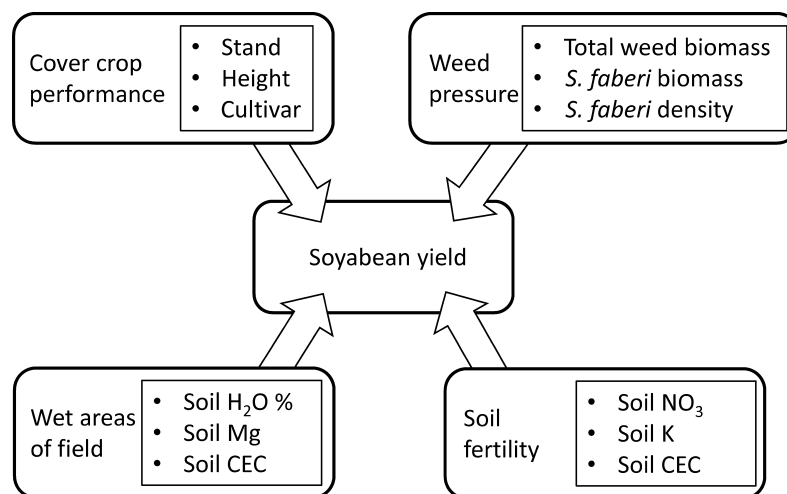 Cover crop
performance
• Stand
• Height
• Cultivar
Weed
pressure
• Total weed biomass
• S. faberi biomass
• S. faberi density
Soyabean yield
Wet areas
of field
• Soil H₂O %
• Soil Mg
• Soil CEC
Soil
fertility
• Soil NO₃
• Soil K
• Soil CEC